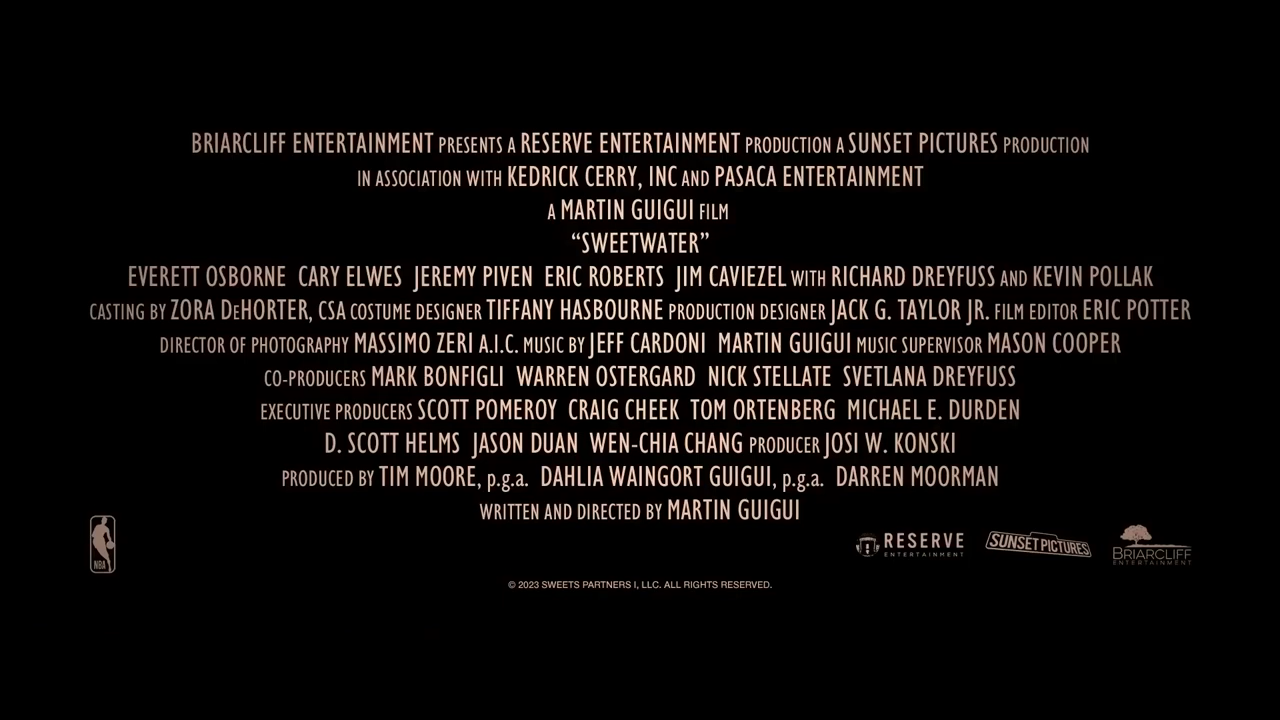 BRIARCLIFF ENTERTAINMENT PRESENTS A RESERVE ENTERTAINMENT PRODUCTION A SUNSET PICTURES PRODUCTION
IN ASSOCIATION WITH KEDRICK CERRY, INC AND PASACA ENTERTAINMENT
A MARTIN GUIGUI FILM
“SWEETWATER”
EVERETT OSBORNE CARY ELWES JEREMY PIVEN ERIC ROBERTS JIM CAVIEZEL WITH RICHARD DREYFUSS AND KEVIN POLLAK
CASTING BY ZORA DeHORTER, CSA COSTUME DESIGNER TIFFANY HASBOURNE PRODUCTION DESIGNER JACK G. TAYLOR JR. FILM EDITOR ERIC POTTER
DIRECTOR OF PHOTOGRAPHY MASSIMO ZERI A.I.C. MUSIC BY JEFF CARDONI MARTIN GUIGUI MUSIC SUPERVISOR MASON COOPER
CO-PRODUCERS MARK BONFIGLI WARREN OSTERGARD NICK STELLATE SVETLANA DREYFUSS
EXECUTIVE PRODUCERS SCOTT POMEROY CRAIG CHEEK TOM ORTENBERG MICHAEL E. DURDEN
D. SCOTT HELMS JASON DUAN WEN-CHIA CHANG PRODUCER JOSI W. KONSKI
PRODUCED BY TIM MOORE, p.g.a. DAHLIA WAINGORT GUIGUI, p.g.a. DARREN MOORMAN
WRITTEN AND DIRECTED BY MARTIN GUIGUI
NBA
RESERVE
ENTERTAINMENT
SUNSET PICTURES
BRIARCLIFF
ENTERTAINMENT
© 2023 SWEETS PARTNERS I, LLC. ALL RIGHTS RESERVED.